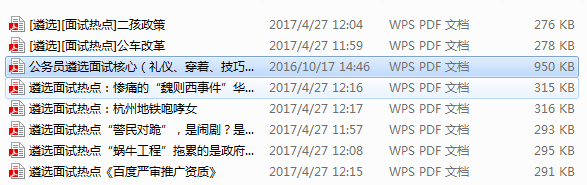 [遴选][面试热点]二孩政策 2017/4/27 12:04 WPS PDF 文档 276 KB
[遴选][面试热点]公车改革 2017/4/27 11:59 WPS PDF 文档 278 KB
公务员遴选面试核心（礼仪、穿着、技巧... 2016/10/17 14:46 WPS PDF 文档 950 KB
遴选面试热点：惨痛的“魏则西事件”华... 2017/4/27 12:16 WPS PDF 文档 315 KB
遴选面试热点：杭州地铁咆哮女 2017/4/27 12:17 WPS PDF 文档 316 KB
遴选面试热点“警民对跪”，是闹剧？是... 2017/4/27 11:57 WPS PDF 文档 293 KB
遴选面试热点“蜗牛工程”拖累的是政府... 2017/4/27 12:08 WPS PDF 文档 295 KB
遴选面试热点《百度严审推广资质》 2017/4/27 12:15 WPS PDF 文档 291 KB